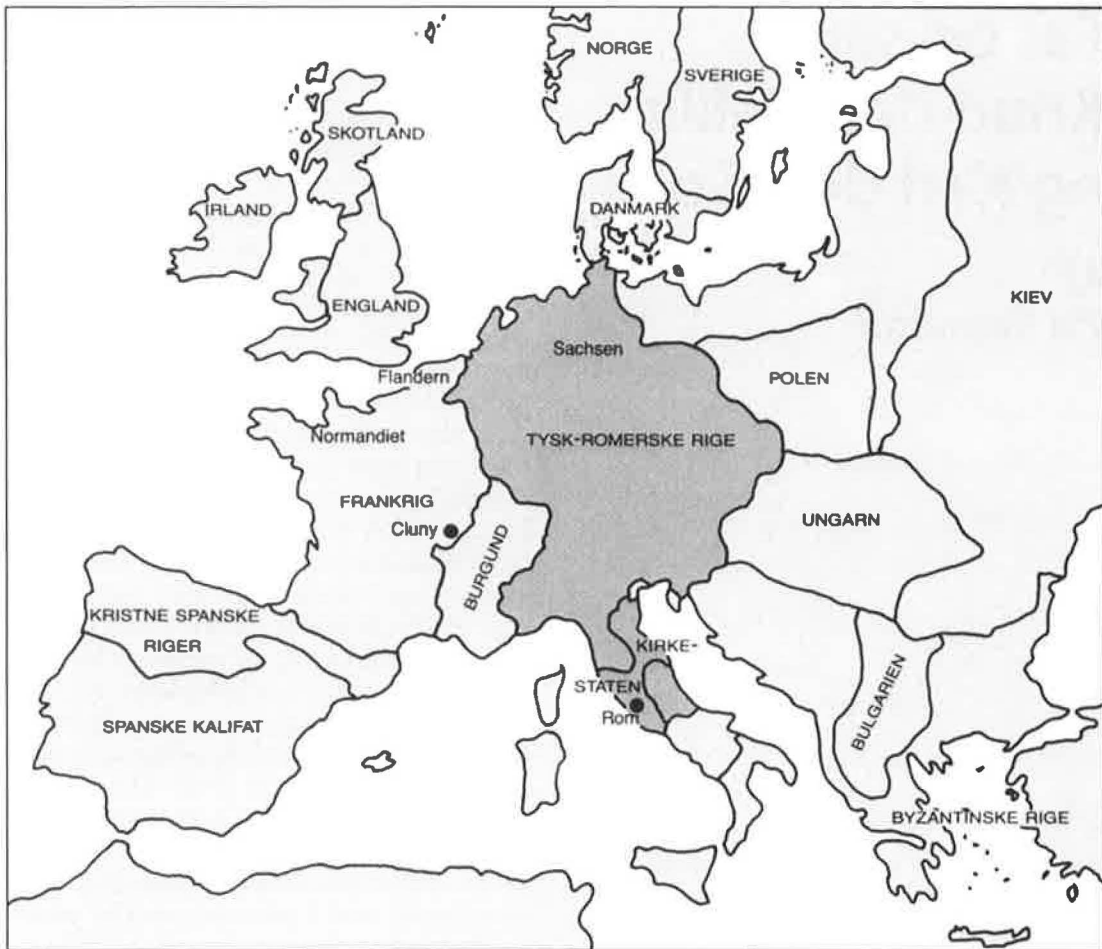 NORGE
SVERIGE
SKOTLAND
IRLAND
DANMARK
ENGLAND
KIEV
Sachsen
Flandern
POLEN
Normandiet
TYSK-ROMERSKE RIGE
FRANKRIG
Cluny
UNGARN
BURGUND
KRISTNE SPANSKE
RIGER
KIRKE-
STATEN
Rom
SPANSKE KALIFAT
BULGARIEN
BYZANTINSKE RIGE